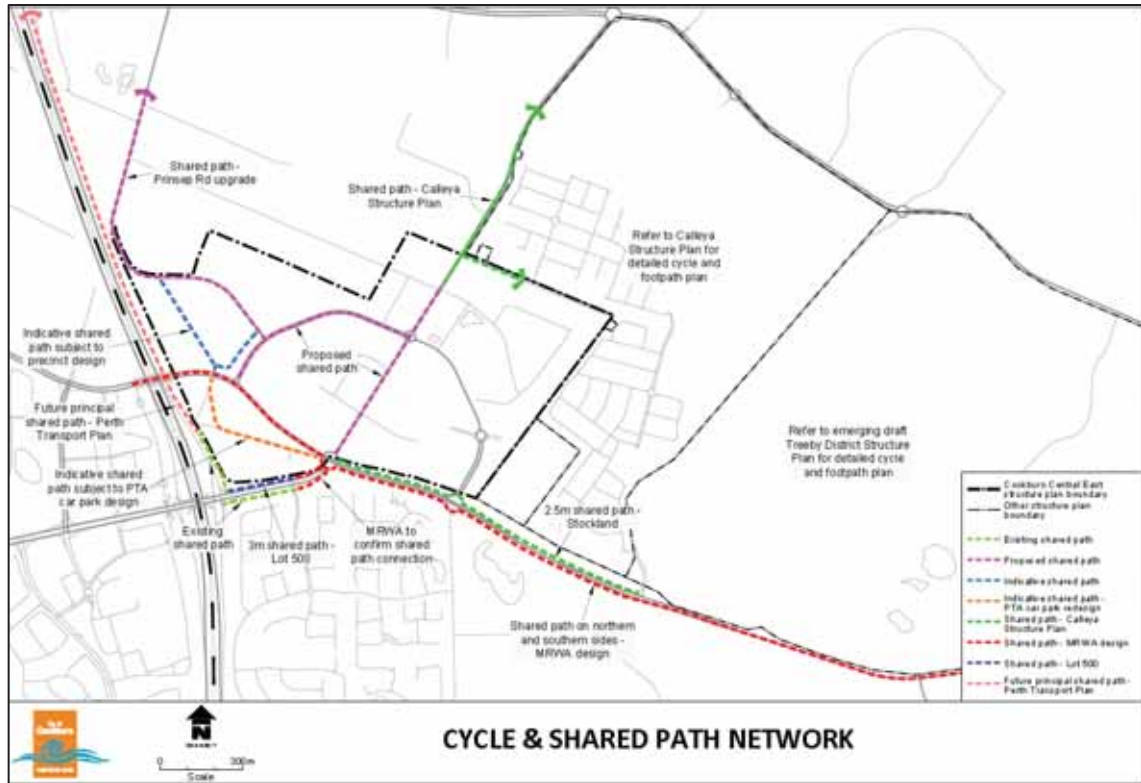 Shared path -
Prinsep Rd upgrade
Shared path - Calleya
Structure Plan
Refer to Calleya
Structure Plan for
detailed cycle and
footpath plan
Indicative shared
path subject to
precinct design
Proposed
shared path
Future principal
shared path - Perth
Transport Plan
Refer to emerging draft
Treeby District Structure
Plan for detailed cycle
and footpath plan
Indicative shared
path subject to PTA
car park design
Existing
shared path
3m shared path -
Lot 500
MRWA to
confirm shared
path connection
2.5m shared path -
Stockland
Shared path on northern
and southern sides -
MRWA design
Cockburn Central East
structure plan boundary
Other structure plan
boundary
Existing shared path
Proposed shared path
Indicative shared path
Indicative shared path -
PTA car park redesign
Shared path - Calleya
Structure Plan
Shared path - MRWA design
Shared path - Lot 500
Future principal shared path -
Perth Transport Plan
City of
Cockburn
N
0 300m
Scale
CYCLE & SHARED PATH NETWORK